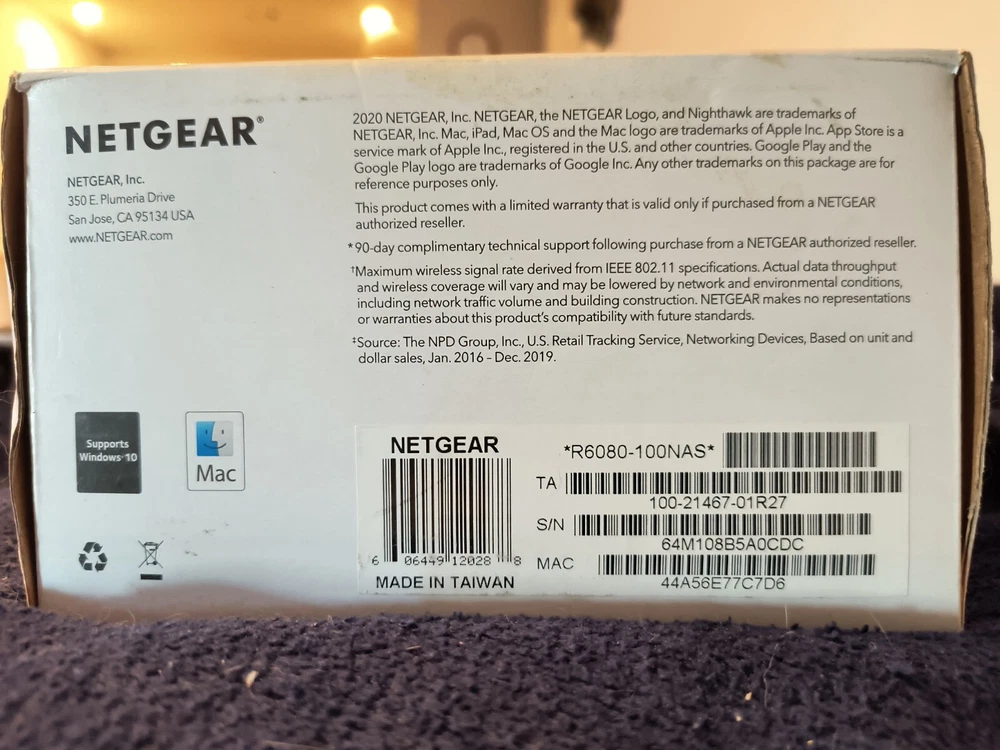 NETGEAR®
NETGEAR, Inc.
350 E. Plumeria Drive
San Jose, CA 95134 USA
www.NETGEAR.com
2020 NETGEAR, Inc. NETGEAR, the NETGEAR Logo, and Nighthawk are trademarks of
NETGEAR, Inc. Mac, iPad, Mac OS and the Mac logo are trademarks of Apple Inc. App Store is a
service mark of Apple Inc., registered in the U.S. and other countries. Google Play and the
Google Play logo are trademarks of Google Inc. Any other trademarks on this package are for
reference purposes only.
This product comes with a limited warranty that is valid only if purchased from a NETGEAR
authorized reseller.
*90-day complimentary technical support following purchase from a NETGEAR authorized reseller.
†Maximum wireless signal rate derived from IEEE 802.11 specifications. Actual data throughput
and wireless coverage will vary and may be lowered by network and environmental conditions,
including network traffic volume and building construction. NETGEAR makes no representations
or warranties about this product's compatibility with future standards.
‡Source: The NPD Group, Inc., U.S. Retail Tracking Service, Networking Devices, Based on unit and
dollar sales, Jan. 2016 – Dec. 2019.
Supports
Windows® 10
Mac
NETGEAR
6 06449 12028 8
MADE IN TAIWAN
*R6080-100NAS*
TA
100-21467-01R27
S/N
64M108B5A0CDC
MAC
44A56E77C7D6